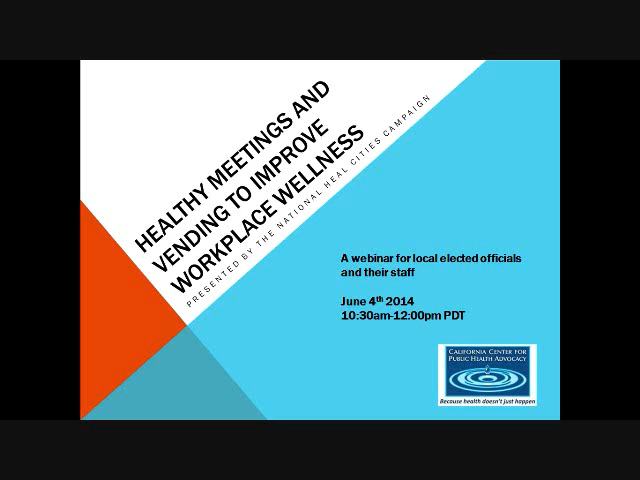 HEALTHY MEETINGS AND
VENDING TO IMPROVE
WORKPLACE WELLNESS
PRESENTED BY THE NATIONAL HEAL CITIES CAMPAIGN
A webinar for local elected officials
and their staff
June 4th 2014
10:30am-12:00pm PDT
CALIFORNIA CENTER FOR
PUBLIC HEALTH ADVOCACY
Because health doesn't just happen